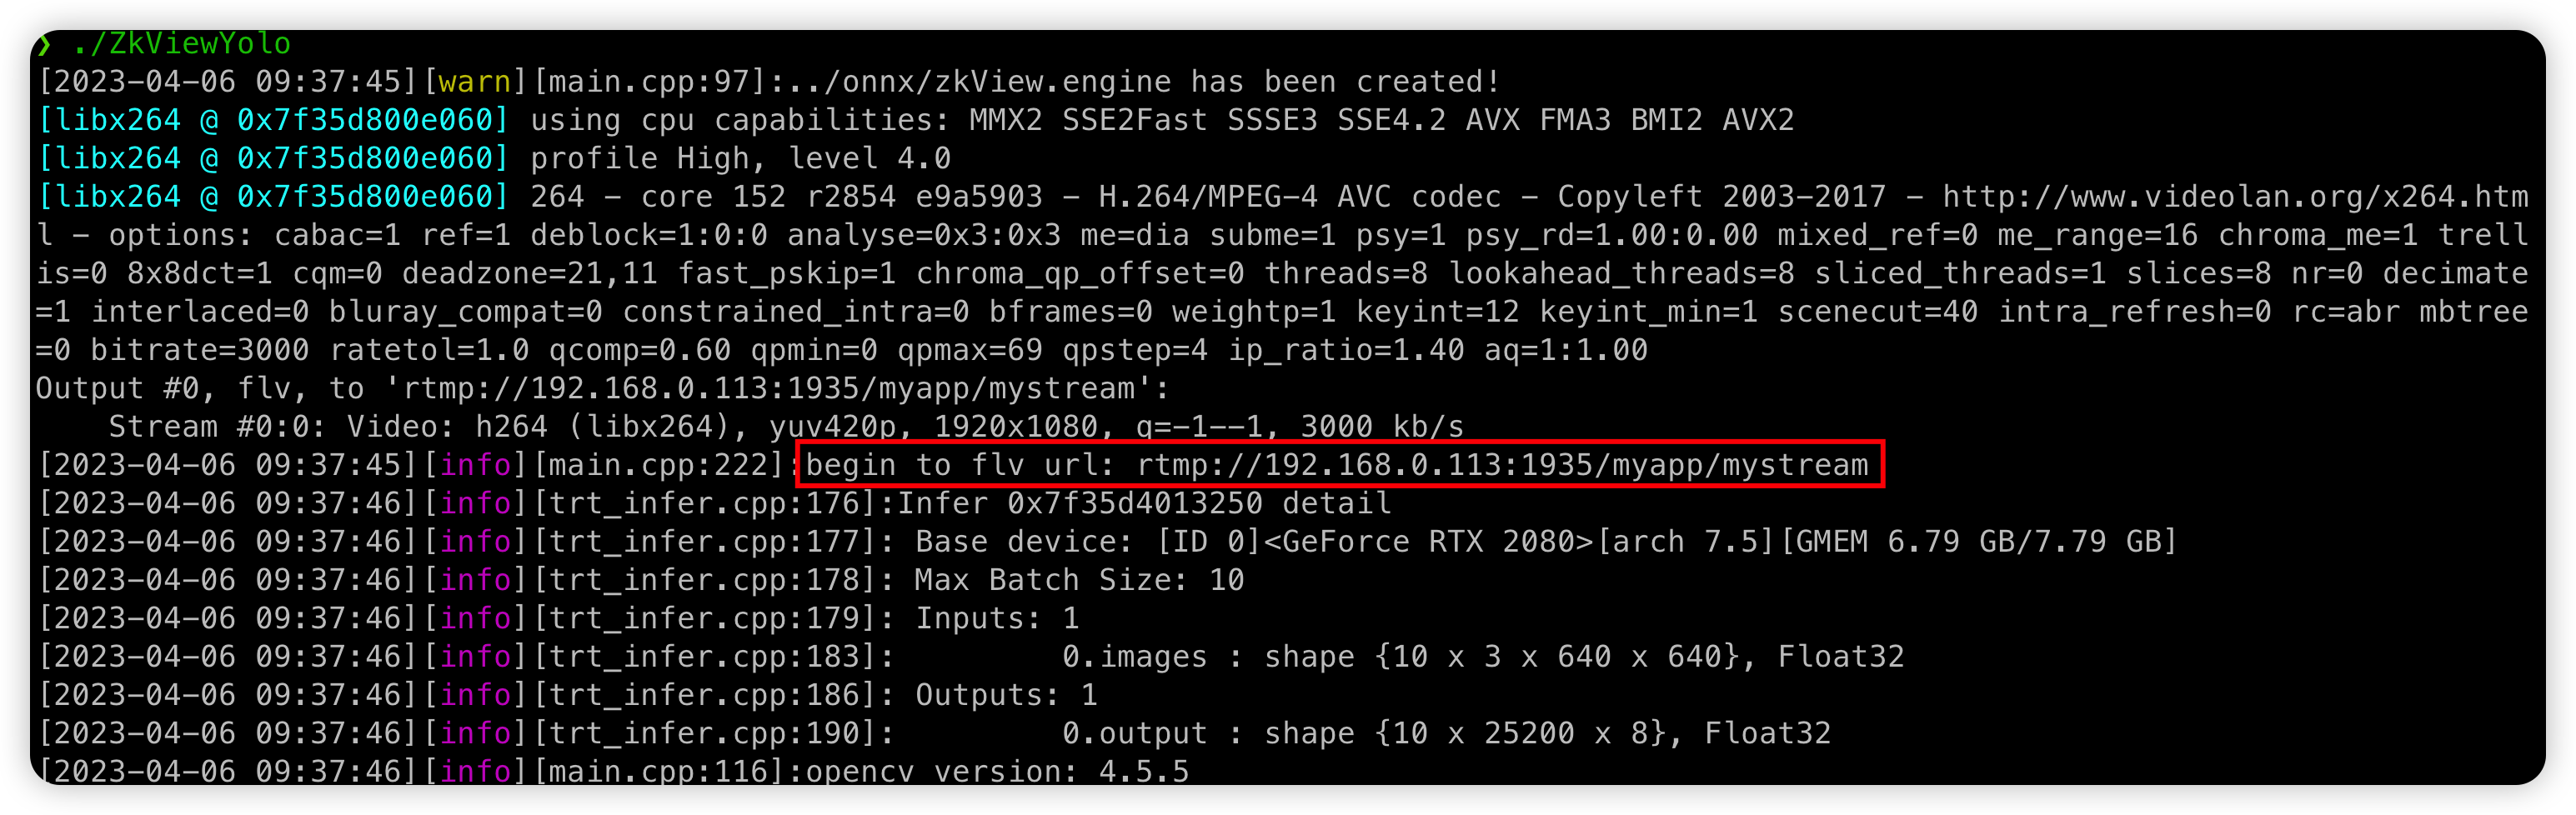 ❯ ./ZkViewYolo
[2023-04-06 09:37:45][warn][main.cpp:97]:../onnx/zkView.engine has been created!
[libx264 @ 0x7f35d800e060] using cpu capabilities: MMX2 SSE2Fast SSSE3 SSE4.2 AVX FMA3 BMI2 AVX2
[libx264 @ 0x7f35d800e060] profile High, level 4.0
[libx264 @ 0x7f35d800e060] 264 - core 152 r2854 e9a5903 - H.264/MPEG-4 AVC codec - Copyleft 2003-2017 - http://www.videolan.org/x264.htm
l - options: cabac=1 ref=1 deblock=1:0:0 analyse=0x3:0x3 me=dia subme=1 psy=1 psy_rd=1.00:0.00 mixed_ref=0 me_range=16 chroma_me=1 trell
is=0 8x8dct=1 cqm=0 deadzone=21,11 fast_pskip=1 chroma_qp_offset=0 threads=8 lookahead_threads=8 sliced_threads=1 slices=8 nr=0 decimate
=1 interlaced=0 bluray_compat=0 constrained_intra=0 bframes=0 weightp=1 keyint=12 keyint_min=1 scenecut=40 intra_refresh=0 rc=abr mbtree
=0 bitrate=3000 ratetol=1.0 qcomp=0.60 qpmin=0 qpmax=69 qpstep=4 ip_ratio=1.40 aq=1:1.00
Output #0, flv, to 'rtmp://192.168.0.113:1935/myapp/mystream':
    Stream #0:0: Video: h264 (libx264), yuv420p, 1920x1080, q=-1--1, 3000 kb/s
[2023-04-06 09:37:45][info][main.cpp:222]:begin to flv url: rtmp://192.168.0.113:1935/myapp/mystream
[2023-04-06 09:37:46][info][trt_infer.cpp:176]:Infer 0x7f35d4013250 detail
[2023-04-06 09:37:46][info][trt_infer.cpp:177]: Base device: [ID 0]<GeForce RTX 2080>[arch 7.5][GMEM 6.79 GB/7.79 GB]
[2023-04-06 09:37:46][info][trt_infer.cpp:178]: Max Batch Size: 10
[2023-04-06 09:37:46][info][trt_infer.cpp:179]: Inputs: 1
[2023-04-06 09:37:46][info][trt_infer.cpp:183]:         0.images : shape {10 x 3 x 640 x 640}, Float32
[2023-04-06 09:37:46][info][trt_infer.cpp:186]: Outputs: 1
[2023-04-06 09:37:46][info][trt_infer.cpp:190]:         0.output : shape {10 x 25200 x 8}, Float32
[2023-04-06 09:37:46][info][main.cpp:116]:opencv version: 4.5.5